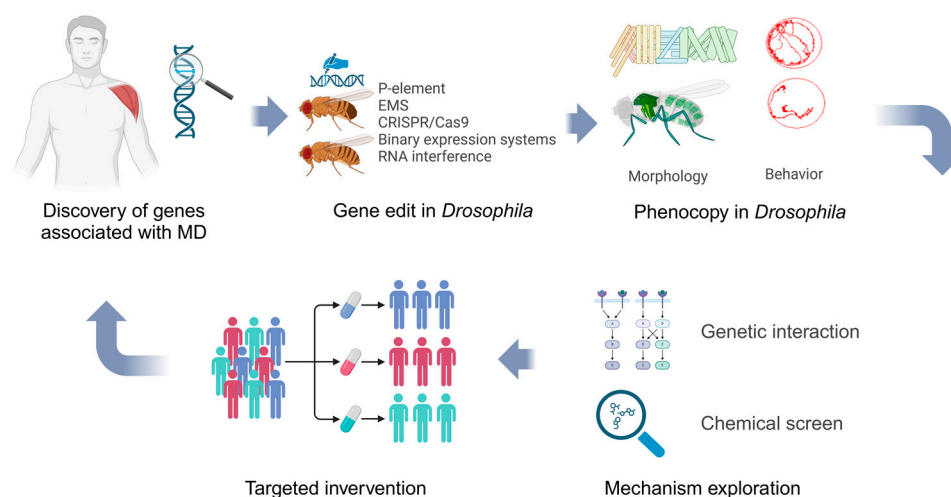 P-element
EMS
CRISPR/Cas9
Binary expression systems
RNA interference
Morphology
Behavior
Discovery of genes
associated with MD
Gene edit in Drosophila
Phenocopy in Drosophila
Genetic interaction
Chemical screen
Targeted invervention
Mechanism exploration